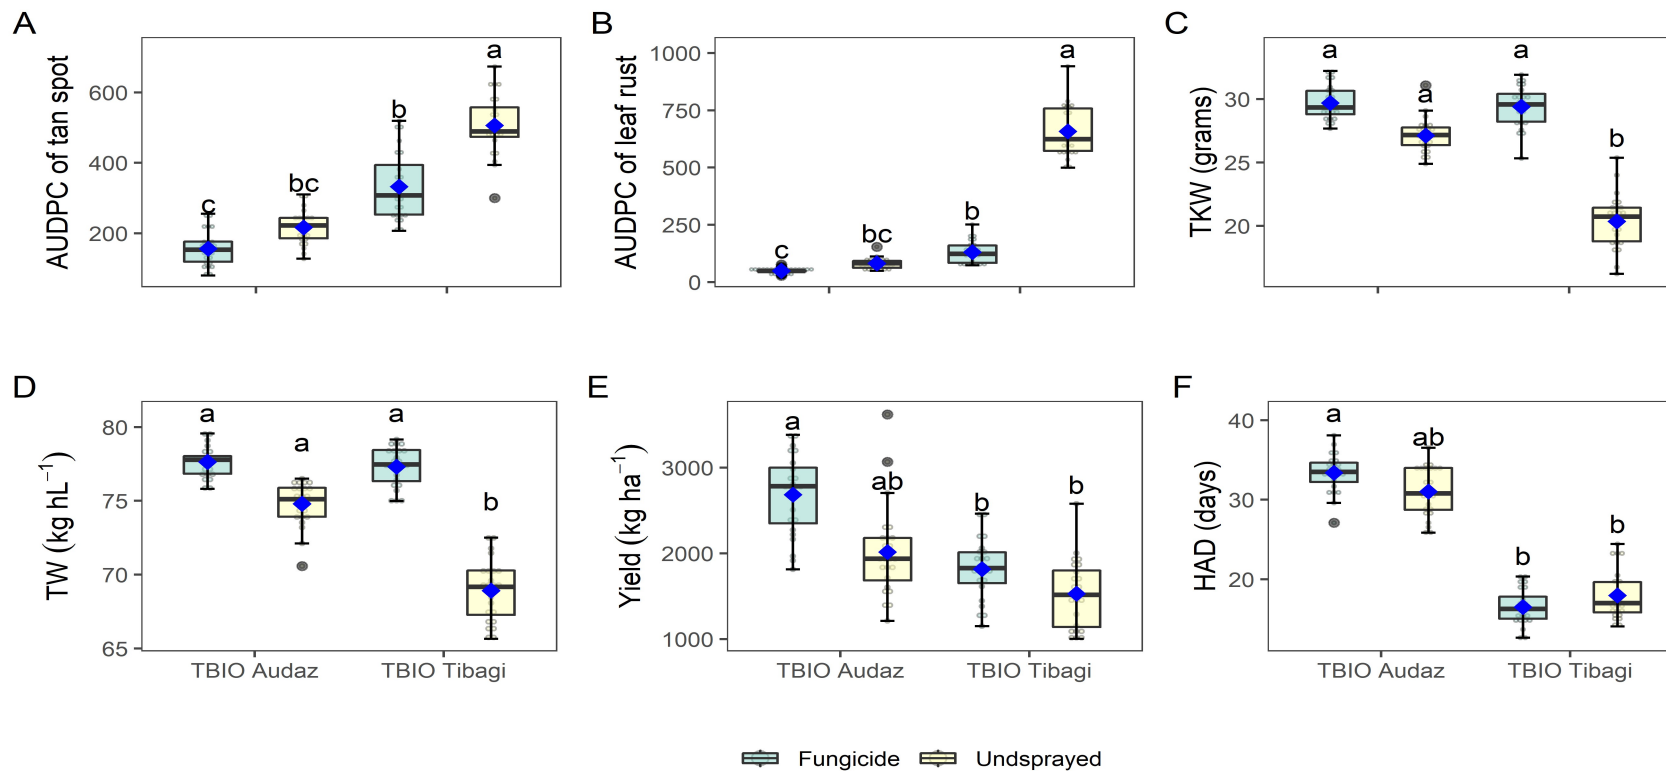 A
AUDPC of tan spot
600
400
200
c
bc
b
a
B
AUDPC of leaf rust
1000
750
500
250
0
c
bc
b
a
C
TKW (grams)
30
25
20
a
a
a
b
D
TW (kg hL⁻¹)
80
75
70
65
a
a
a
b
TBIO Audaz
TBIO Tibagi
E
Yield (kg ha⁻¹)
3000
2000
1000
a
ab
b
b
TBIO Audaz
TBIO Tibagi
F
HAD (days)
40
30
20
a
ab
b
b
TBIO Audaz
TBIO Tibagi
Fungicide
Undsprayed